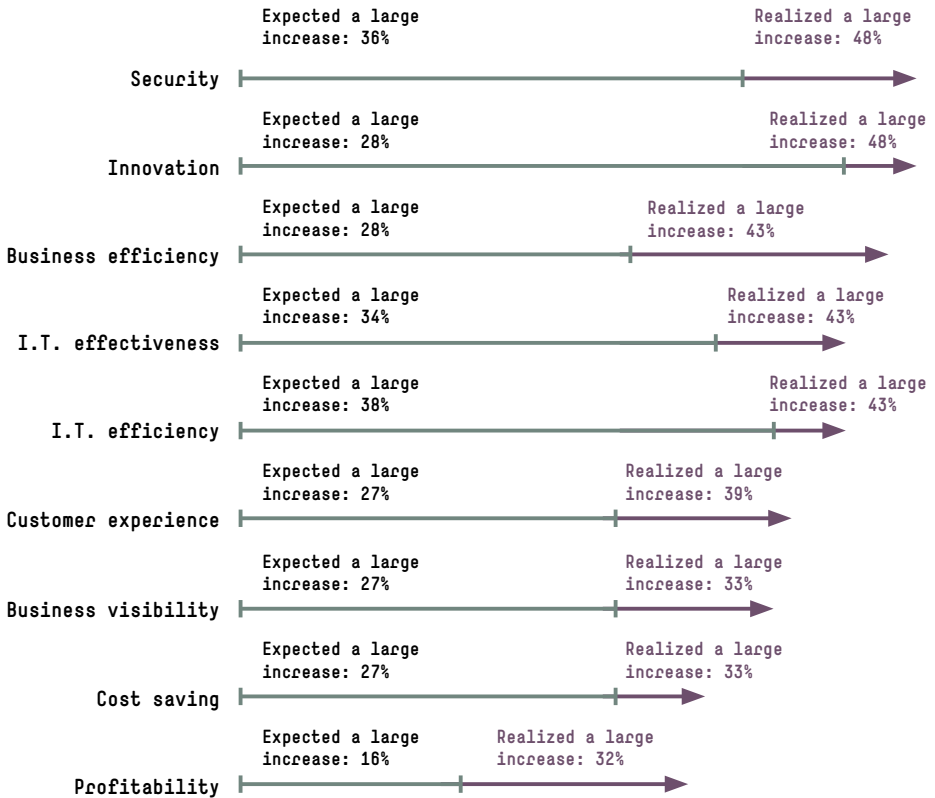 Expected a large
increase: 36%
Realized a large
increase: 48%
Security
Expected a large
increase: 28%
Realized a large
increase: 48%
Innovation
Expected a large
increase: 28%
Realized a large
increase: 43%
Business efficiency
Expected a large
increase: 34%
Realized a large
increase: 43%
I.T. effectiveness
Expected a large
increase: 38%
Realized a large
increase: 43%
I.T. efficiency
Expected a large
increase: 27%
Realized a large
increase: 39%
Customer experience
Expected a large
increase: 27%
Realized a large
increase: 33%
Business visibility
Expected a large
increase: 27%
Realized a large
increase: 33%
Cost saving
Expected a large
increase: 16%
Realized a large
increase: 32%
Profitability